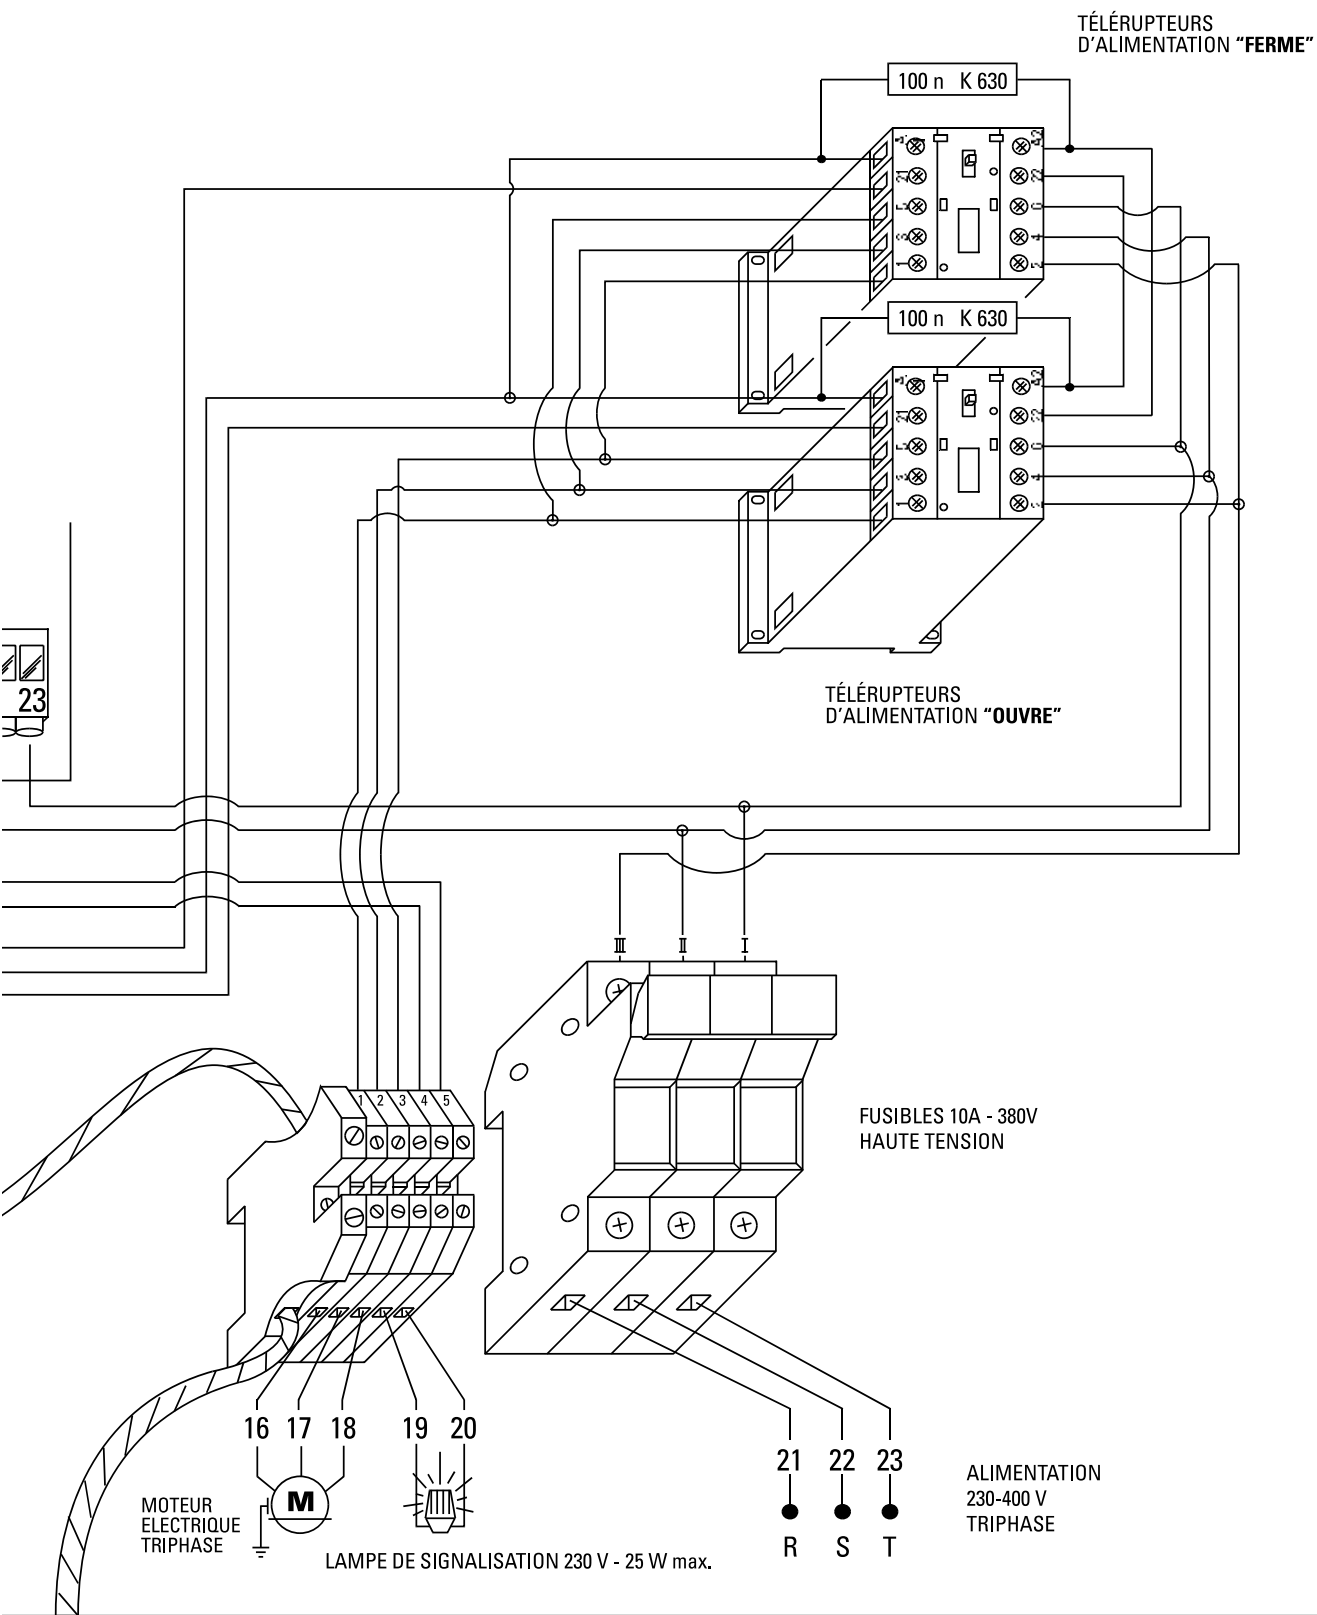 TÉLÉRUPTEURS
D'ALIMENTATION “FERME”
100 n K 630
100 n K 630
23
TÉLÉRUPTEURS
D'ALIMENTATION “OUVRE”
III II I
1 2 3 4 5
FUSIBLES 10A - 380V
HAUTE TENSION
16 17 18 19 20
21 22 23
M
MOTEUR
ELECTRIQUE
TRIPHASE
ALIMENTATION
230-400 V
TRIPHASE
R S T
LAMPE DE SIGNALISATION 230 V - 25 W max.